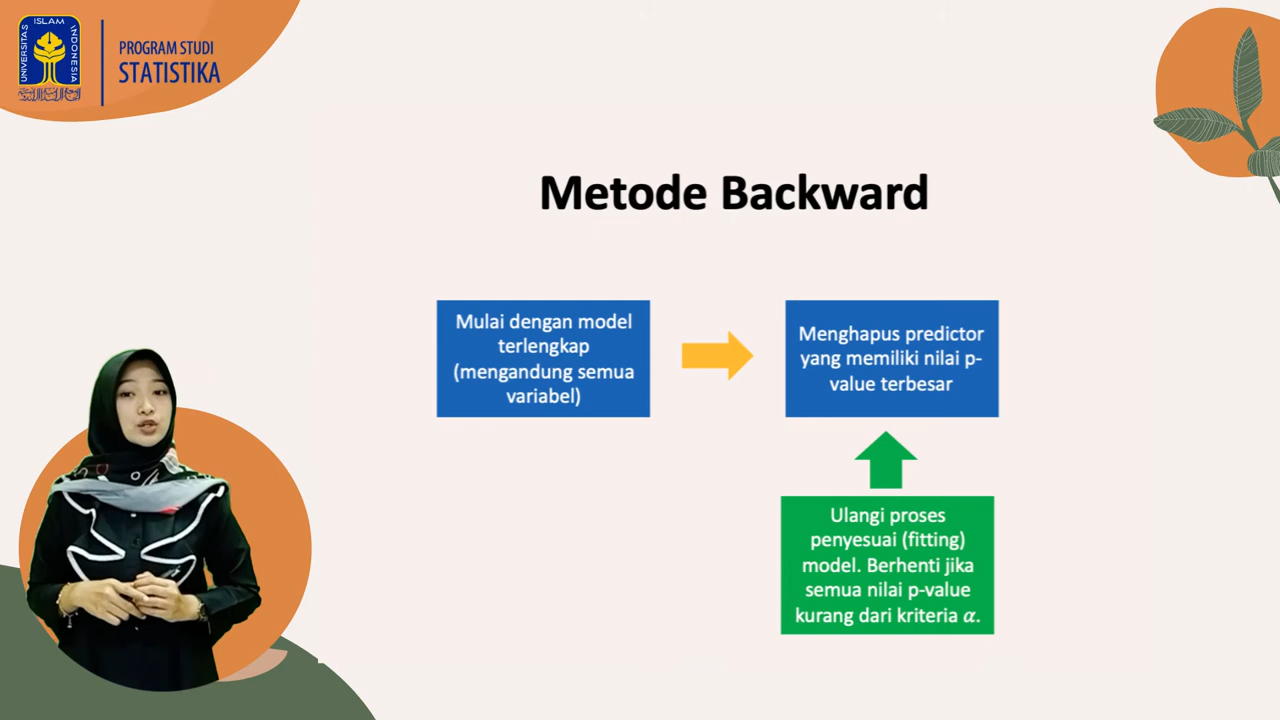 UNIVERSITAS ISLAM INDONESIA
PROGRAM STUDI
STATISTIKA
Metode Backward
Mulai dengan model
terlengkap
(mengandung semua
variabel)
Menghapus predictor
yang memiliki nilai p-
value terbesar
Ulangi proses
penyesuai (fitting)
model. Berhenti jika
semua nilai p-value
kurang dari kriteria α.